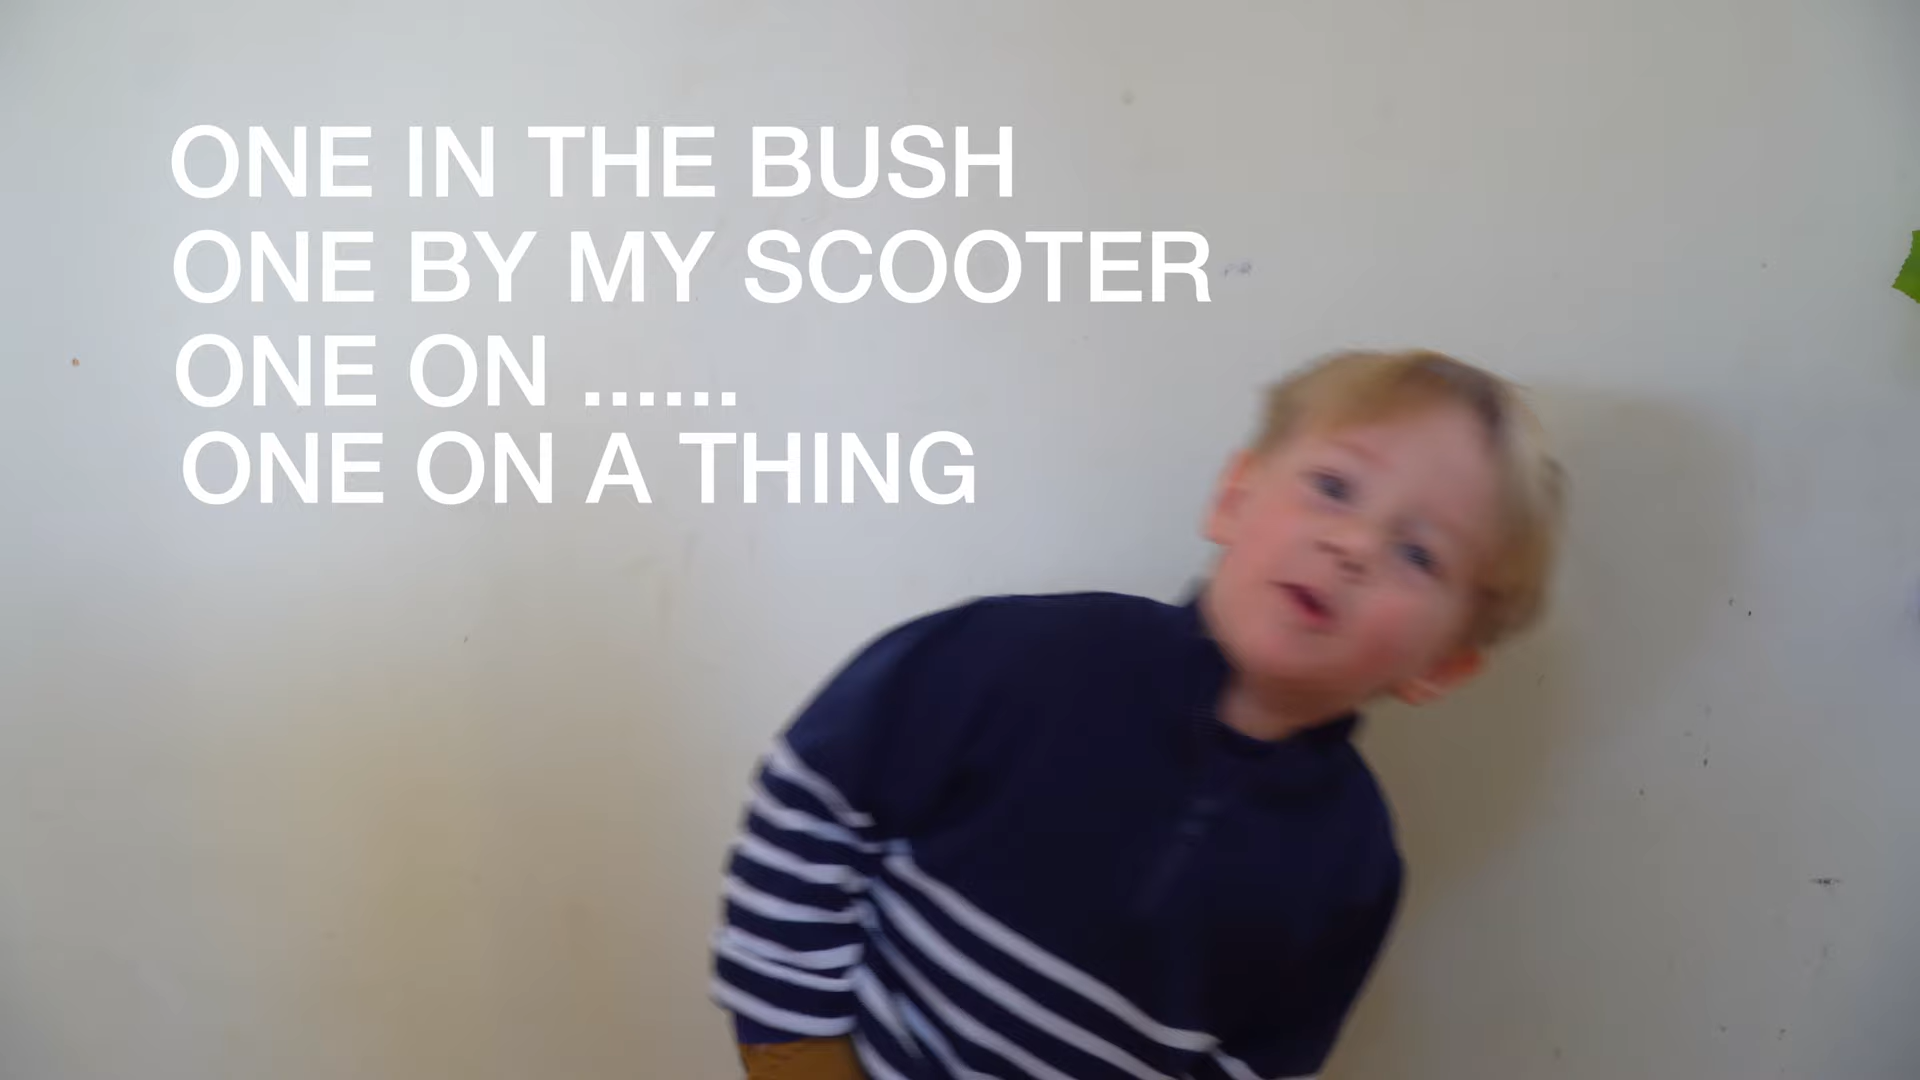 ONE IN THE BUSH
ONE BY MY SCOOTER
ONE ON ......
ONE ON A THING